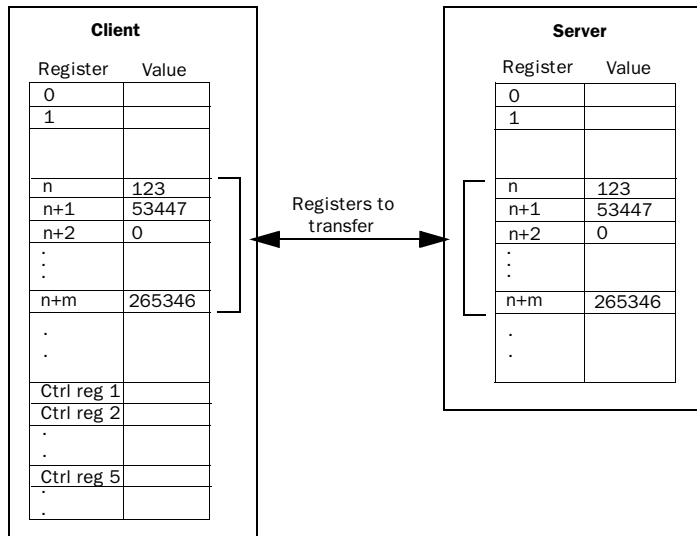 Client
Register Value
0
1
n 123
n+1 53447
n+2 0
.
.
.
n+m 265346
.
.
Ctrl reg 1
Ctrl reg 2
.
.
Ctrl reg 5
.
.
Registers to
transfer
Server
Register Value
0
1
n 123
n+1 53447
n+2 0
.
.
.
n+m 265346
.
.